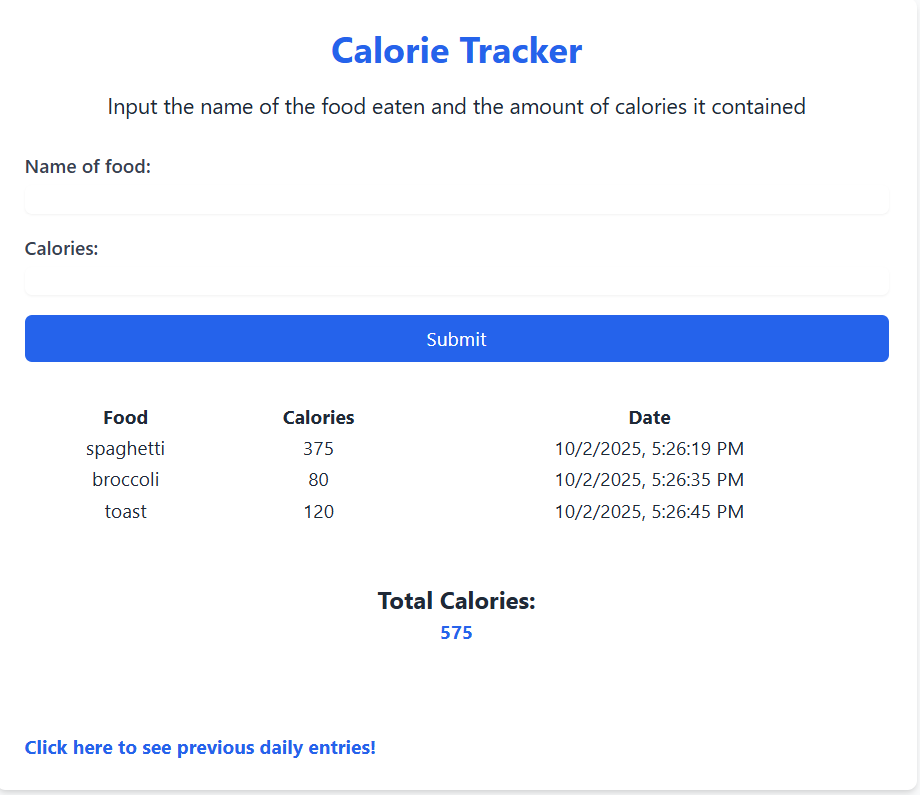 Calorie Tracker
Input the name of the food eaten and the amount of calories it contained
Name of food:
Calories:
Submit
Food Calories Date
spaghetti 375 10/2/2025, 5:26:19 PM
broccoli 80 10/2/2025, 5:26:35 PM
toast 120 10/2/2025, 5:26:45 PM
Total Calories:
575
Click here to see previous daily entries!